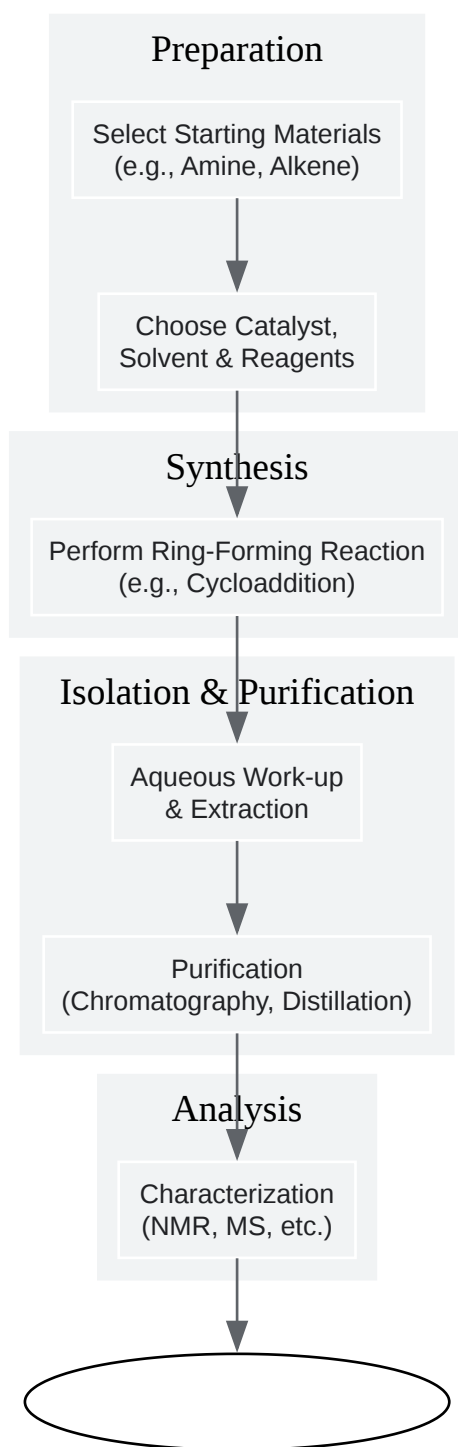 Preparation
Select Starting Materials
(e.g., Amine, Alkene)
Choose Catalyst,
Solvent & Reagents
Synthesis
Perform Ring-Forming Reaction
(e.g., Cycloaddition)
Isolation & Purification
Aqueous Work-up
& Extraction
Purification
(Chromatography, Distillation)
Analysis
Characterization
(NMR, MS, etc.)